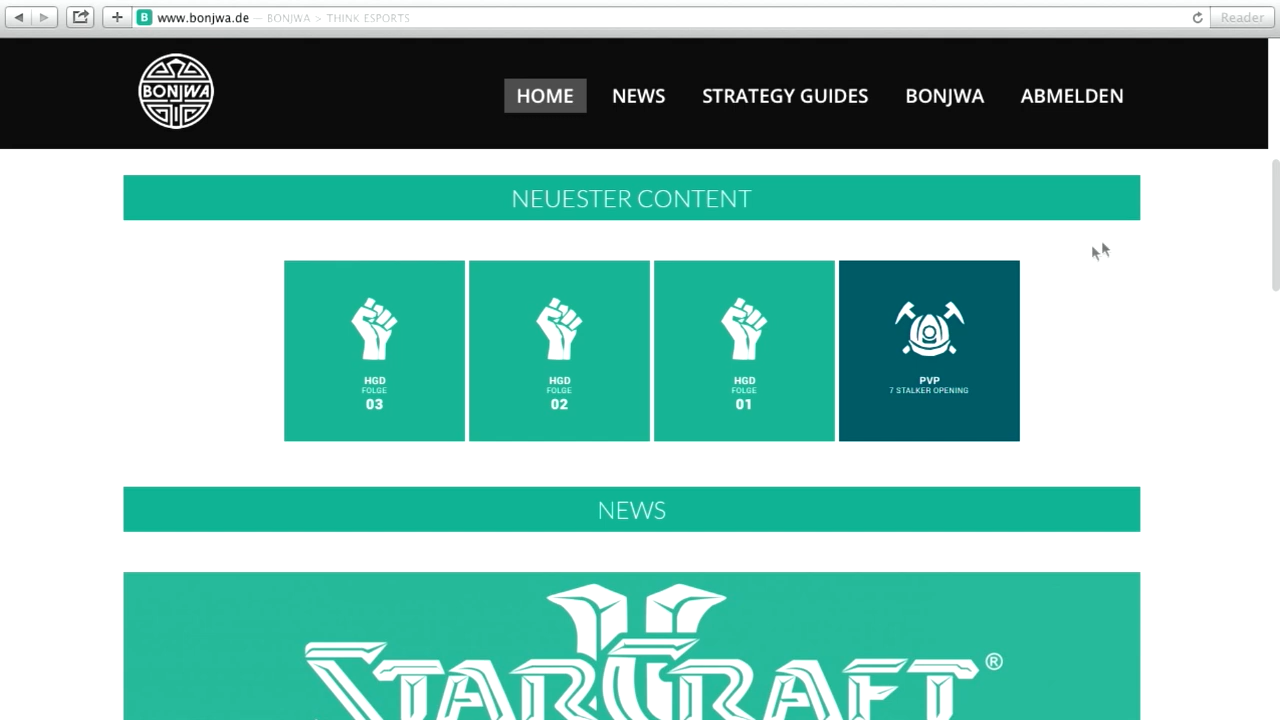 www.bonjwa.de — BONJWA > THINK ESPORTS
Reader
BONJWA
HOME
NEWS
STRATEGY GUIDES
BONJWA
ABMELDEN
NEUESTER CONTENT
HGD
FOLGE
03
HGD
FOLGE
02
HGD
FOLGE
01
PVP
7 STALKER OPENING
NEWS
STARCRAFT II ®